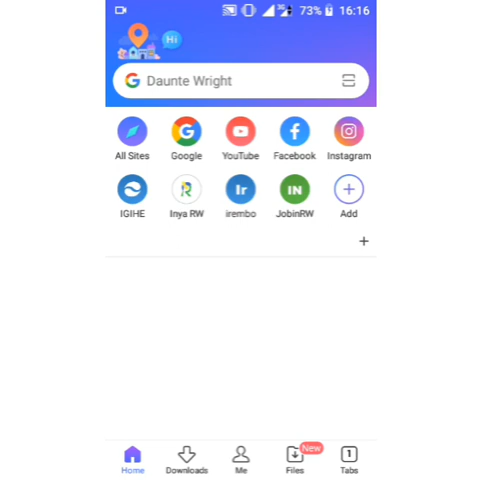 73% 16:16
Hi
Daunte Wright
All Sites Google YouTube Facebook Instagram
Ir IN
IGIHE Inya RW irembo JobinRW Add
New
1
Home Downloads Me Files Tabs